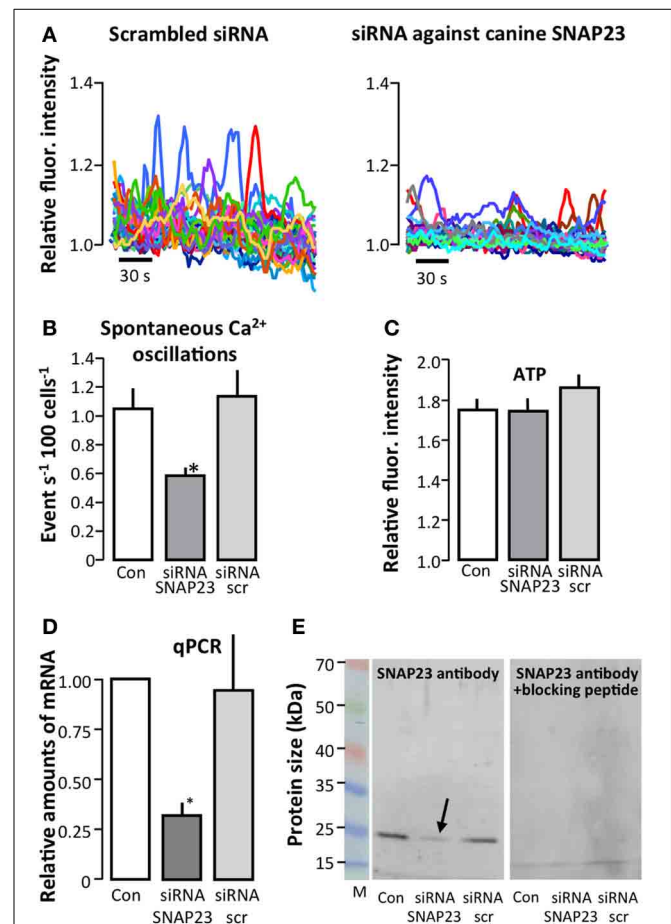 A
Scrambled siRNA
siRNA against canine SNAP23
Relative fluor. intensity
1.4
1.2
1.0
30 s
1.4
1.2
1.0
30 s
B
Spontaneous Ca²⁺
oscillations
Event s⁻¹ 100 cells⁻¹
1.4
1.2
1.0
0.8
0.6
0.4
0.2
0
*
Con
siRNA
SNAP23
siRNA
scr
C
ATP
Relative fluor. intensity
2.0
1.8
1.6
1.4
1.2
1.0
Con
siRNA
SNAP23
siRNA
scr
D
qPCR
Relative amounts of mRNA
1.00
0.75
0.50
0.25
0
*
Con
siRNA
SNAP23
siRNA
scr
E
Protein size (kDa)
70
50
40
35
25
15
SNAP23 antibody
SNAP23 antibody
+blocking peptide
M
Con
siRNA
SNAP23
siRNA
scr
Con
siRNA
SNAP23
siRNA
scr